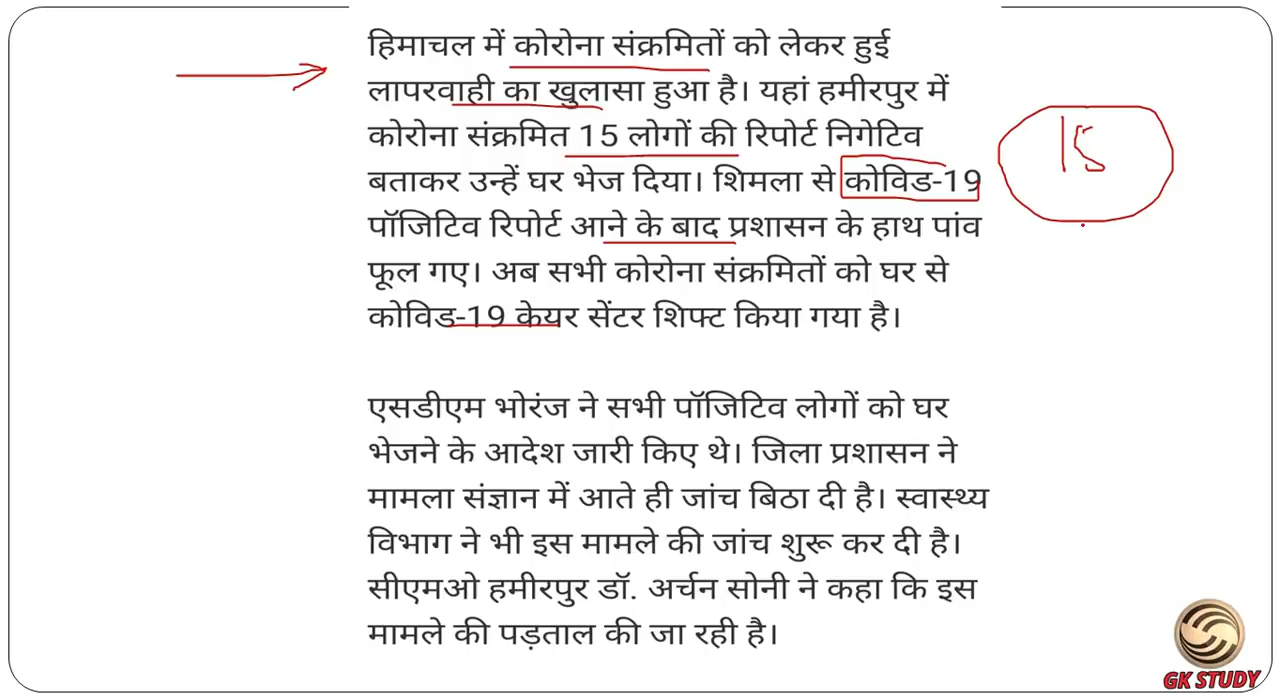 हिमाचल में कोरोना संक्रमितों को लेकर हुई
लापरवाही का खुलासा हुआ है। यहां हमीरपुर में
कोरोना संक्रमित 15 लोगों की रिपोर्ट निगेटिव
बताकर उन्हें घर भेज दिया। शिमला से कोविड-19
पॉजिटिव रिपोर्ट आने के बाद प्रशासन के हाथ पांव
फूल गए। अब सभी कोरोना संक्रमितों को घर से
कोविड-19 केयर सेंटर शिफ्ट किया गया है।
15
एसडीएम भोरंज ने सभी पॉजिटिव लोगों को घर
भेजने के आदेश जारी किए थे। जिला प्रशासन ने
मामला संज्ञान में आते ही जांच बिठा दी है। स्वास्थ्य
विभाग ने भी इस मामले की जांच शुरू कर दी है।
सीएमओ हमीरपुर डॉ. अर्चन सोनी ने कहा कि इस
मामले की पड़ताल की जा रही है।
GK STUDY